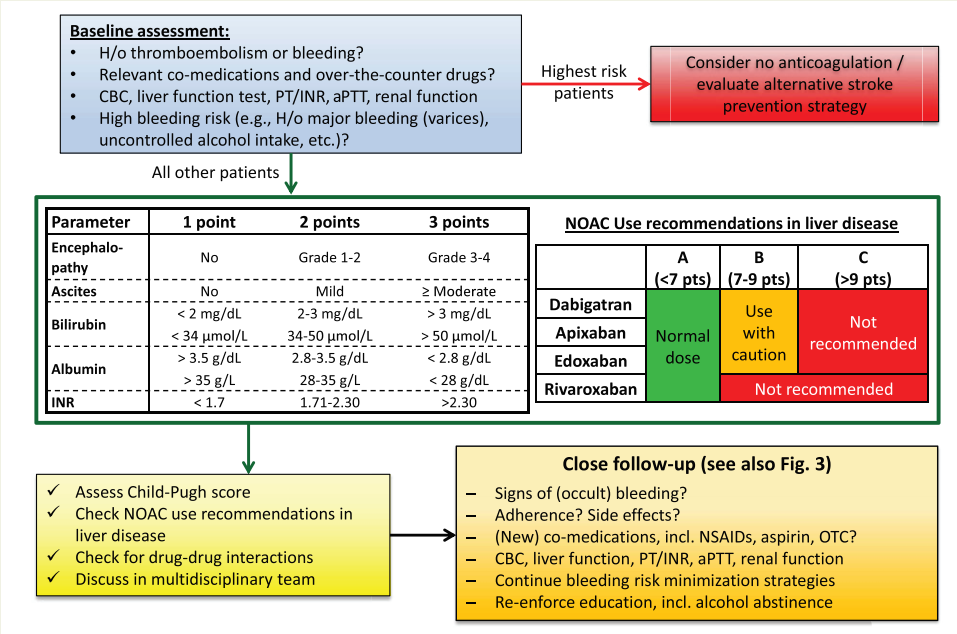 Baseline assessment:
• H/o thromboembolism or bleeding?
• Relevant co-medications and over-the-counter drugs?
• CBC, liver function test, PT/INR, aPTT, renal function
• High bleeding risk (e.g., H/o major bleeding (varices),
uncontrolled alcohol intake, etc.)?
Highest risk
patients
Consider no anticoagulation /
evaluate alternative stroke
prevention strategy
All other patients
Parameter 1 point 2 points 3 points
Encephalo-
pathy No Grade 1-2 Grade 3-4
Ascites No Mild ≥ Moderate
Bilirubin < 2 mg/dL 2-3 mg/dL > 3 mg/dL
< 34 µmol/L 34-50 µmol/L > 50 µmol/L
Albumin > 3.5 g/dL 2.8-3.5 g/dL < 2.8 g/dL
> 35 g/L 28-35 g/L < 28 g/dL
INR < 1.7 1.71-2.30 >2.30
NOAC Use recommendations in liver disease
A B C
(<7 pts) (7-9 pts) (>9 pts)
Dabigatran
Apixaban
Edoxaban
Rivaroxaban
Normal
dose
Use
with
caution
Not
recommended
Not recommended
✓ Assess Child-Pugh score
✓ Check NOAC use recommendations in
liver disease
✓ Check for drug-drug interactions
✓ Discuss in multidisciplinary team
Close follow-up (see also Fig. 3)
– Signs of (occult) bleeding?
– Adherence? Side effects?
– (New) co-medications, incl. NSAIDs, aspirin, OTC?
– CBC, liver function, PT/INR, aPTT, renal function
– Continue bleeding risk minimization strategies
– Re-enforce education, incl. alcohol abstinence